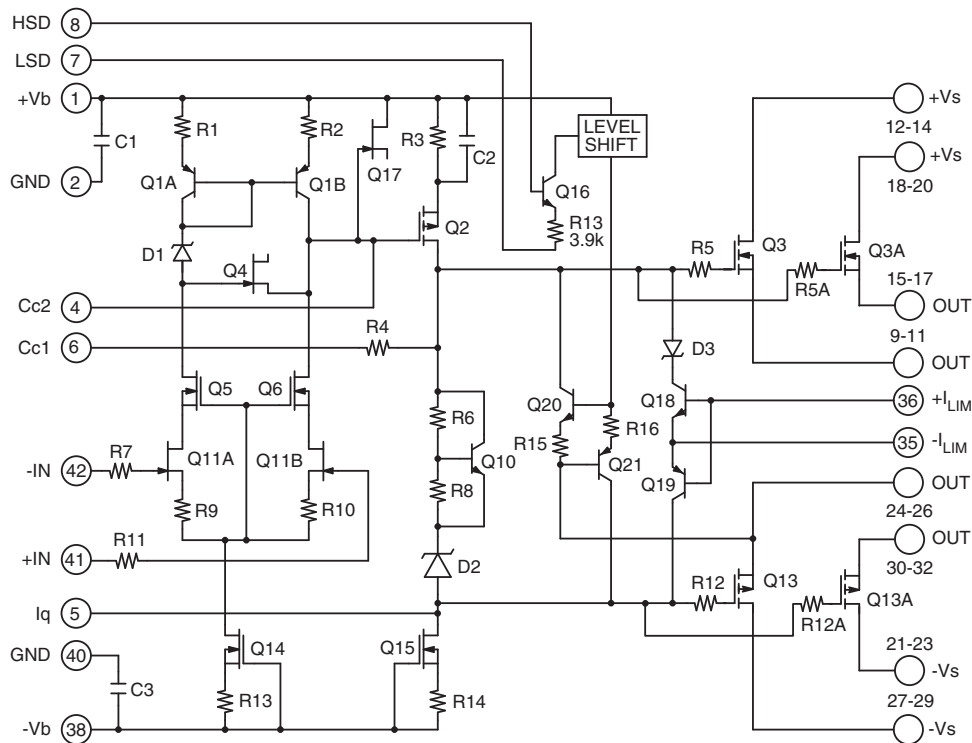 HSD 8
LSD 7
+Vb 1
+Vs
12-14
R1
R2
R3
C1
C2
LEVEL
SHIFT
+Vs
18-20
GND 2
Q1A
Q1B
Q17
Q16
Q2
R13
3.9k
D1
Q4
R5
Q3
Q3A
R5A
15-17
OUT
Cc2 4
9-11
OUT
Cc1 6
R4
D3
Q5
Q6
R6
Q20
Q18
36 +ILIM
R15
R16
-IN 42
R7
Q11A
Q11B
Q10
Q21
35 -ILIM
R8
Q19
R9
R10
OUT
24-26
+IN 41
R11
OUT
30-32
D2
R12
Q13
Q13A
R12A
Iq 5
Q14
Q15
21-23
-Vs
GND 40
C3
R13
R14
27-29
-Vb 38
-Vs